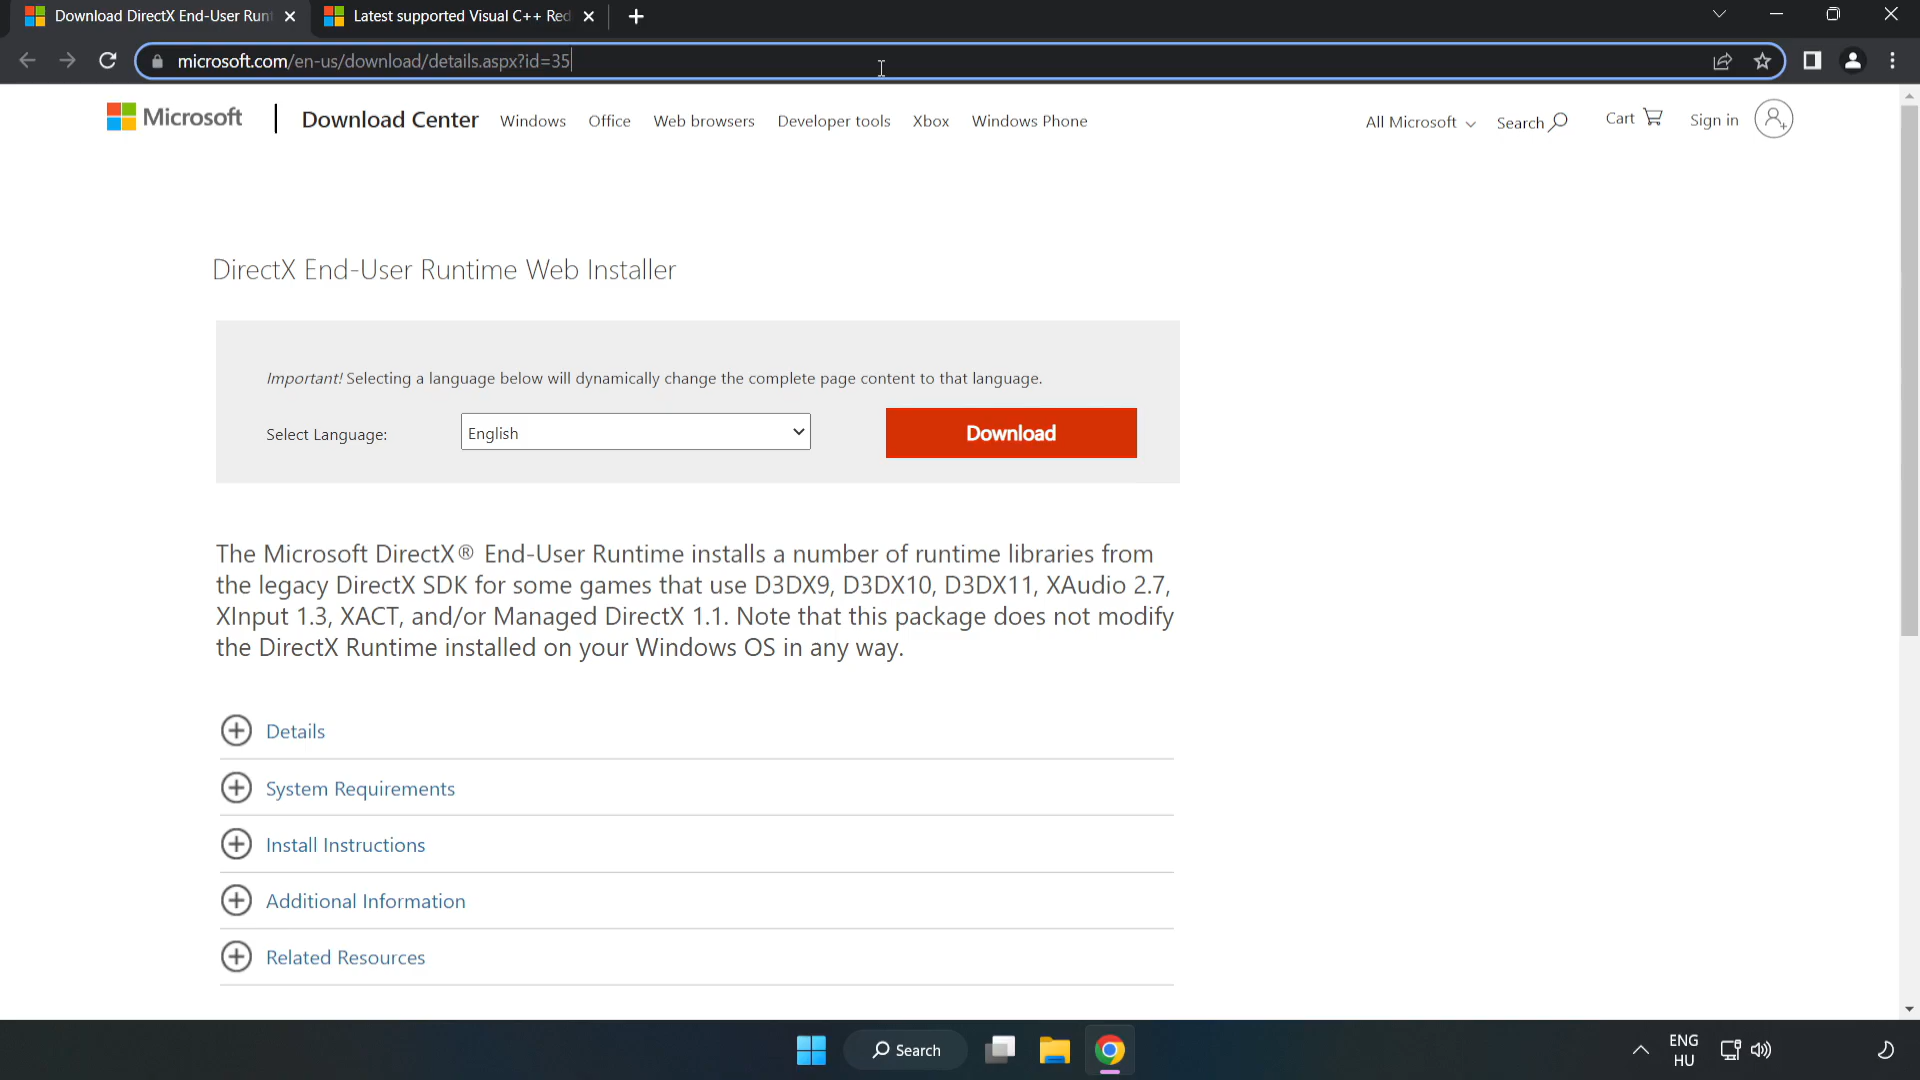 Download DirectX End-User Runt
Latest supported Visual C++ Red
microsoft.com/en-us/download/details.aspx?id=35
Microsoft
Download Center
Windows
Office
Web browsers
Developer tools
Xbox
Windows Phone
All Microsoft
Search
Cart
Sign in
DirectX End-User Runtime Web Installer
Important! Selecting a language below will dynamically change the complete page content to that language.
Select Language:
English
Download
The Microsoft DirectX® End-User Runtime installs a number of runtime libraries from
the legacy DirectX SDK for some games that use D3DX9, D3DX10, D3DX11, XAudio 2.7,
XInput 1.3, XACT, and/or Managed DirectX 1.1. Note that this package does not modify
the DirectX Runtime installed on your Windows OS in any way.
Details
System Requirements
Install Instructions
Additional Information
Related Resources
Search
ENG
HU